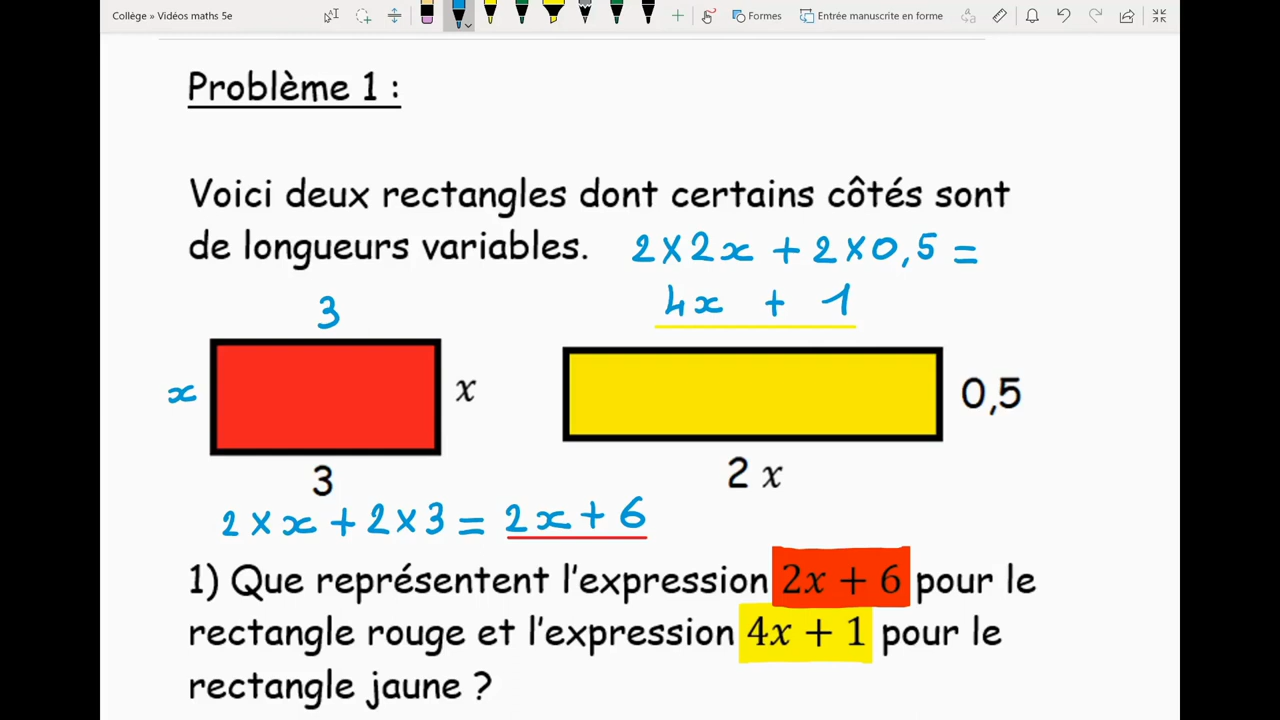 Collège » Vidéos maths 5e
Formes
Entrée manuscrite en forme
Problème 1 :
Voici deux rectangles dont certains côtés sont
de longueurs variables.
2×2x + 2×0,5 =
4x + 1
3
x
x
0,5
3
2 x
2×x + 2×3 = 2x + 6
1) Que représentent l'expression 2x + 6 pour le
rectangle rouge et l'expression 4x + 1 pour le
rectangle jaune ?